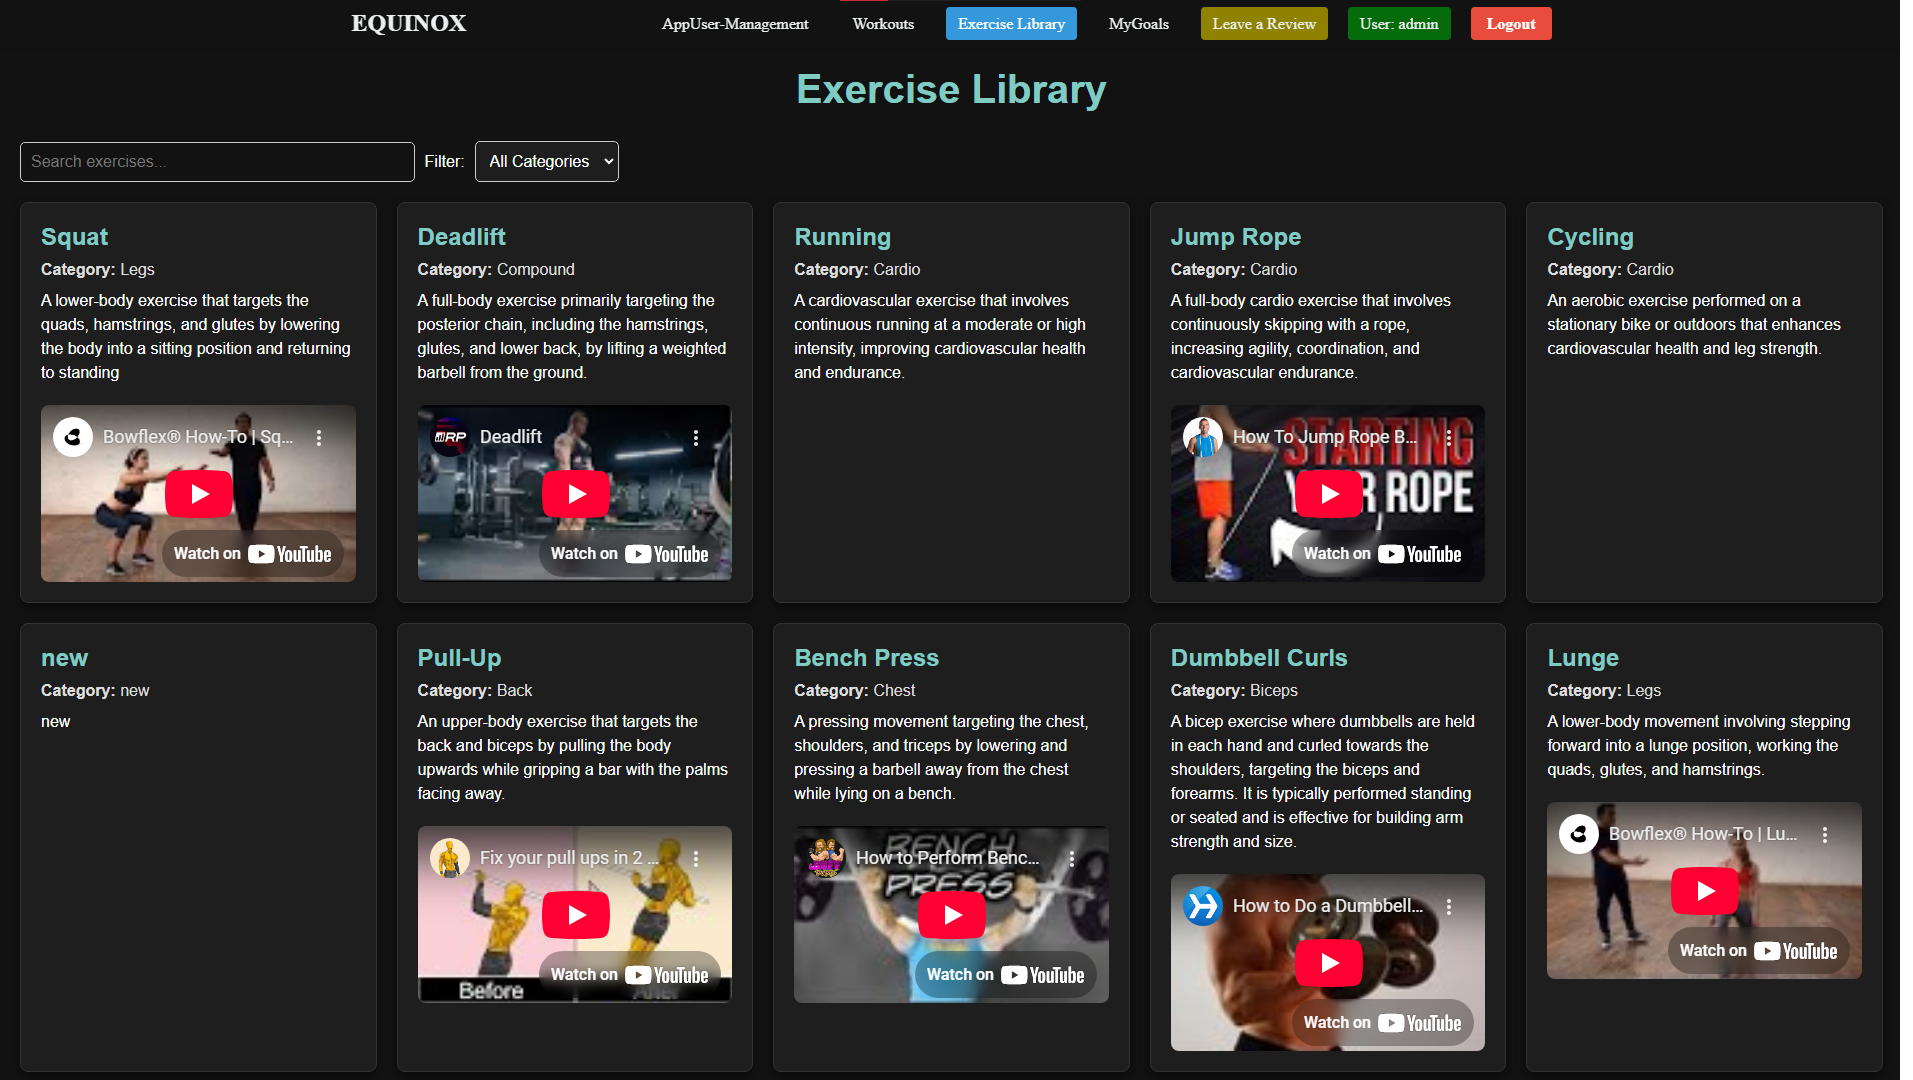 EQUINOX
AppUser-Management
Workouts
Exercise Library
MyGoals
Leave a Review
User: admin
Logout
Exercise Library
Search exercises...
Filter:
All Categories
Squat
Category: Legs
A lower-body exercise that targets the
quads, hamstrings, and glutes by lowering
the body into a sitting position and returning
to standing
Bowflex® How-To | Sq...
Watch on YouTube
Deadlift
Category: Compound
A full-body exercise primarily targeting the
posterior chain, including the hamstrings,
glutes, and lower back, by lifting a weighted
barbell from the ground.
RP
Deadlift
Watch on YouTube
Running
Category: Cardio
A cardiovascular exercise that involves
continuous running at a moderate or high
intensity, improving cardiovascular health
and endurance.
Jump Rope
Category: Cardio
A full-body cardio exercise that involves
continuously skipping with a rope,
increasing agility, coordination, and
cardiovascular endurance.
How To Jump Rope B...
STARTING
ROPE
Watch on YouTube
Cycling
Category: Cardio
An aerobic exercise performed on a
stationary bike or outdoors that enhances
cardiovascular health and leg strength.
new
Category: new
new
Pull-Up
Category: Back
An upper-body exercise that targets the
back and biceps by pulling the body
upwards while gripping a bar with the palms
facing away.
Fix your pull ups in 2 ...
Watch on YouTube
Before
Bench Press
Category: Chest
A pressing movement targeting the chest,
shoulders, and triceps by lowering and
pressing a barbell away from the chest
while lying on a bench.
BENCH
How to Perform Benc...
PRESS
Watch on YouTube
Dumbbell Curls
Category: Biceps
A bicep exercise where dumbbells are held
in each hand and curled towards the
shoulders, targeting the biceps and
forearms. It is typically performed standing
or seated and is effective for building arm
strength and size.
How to Do a Dumbbell...
Watch on YouTube
Lunge
Category: Legs
A lower-body movement involving stepping
forward into a lunge position, working the
quads, glutes, and hamstrings.
Bowflex® How-To | Lu...
Watch on YouTube